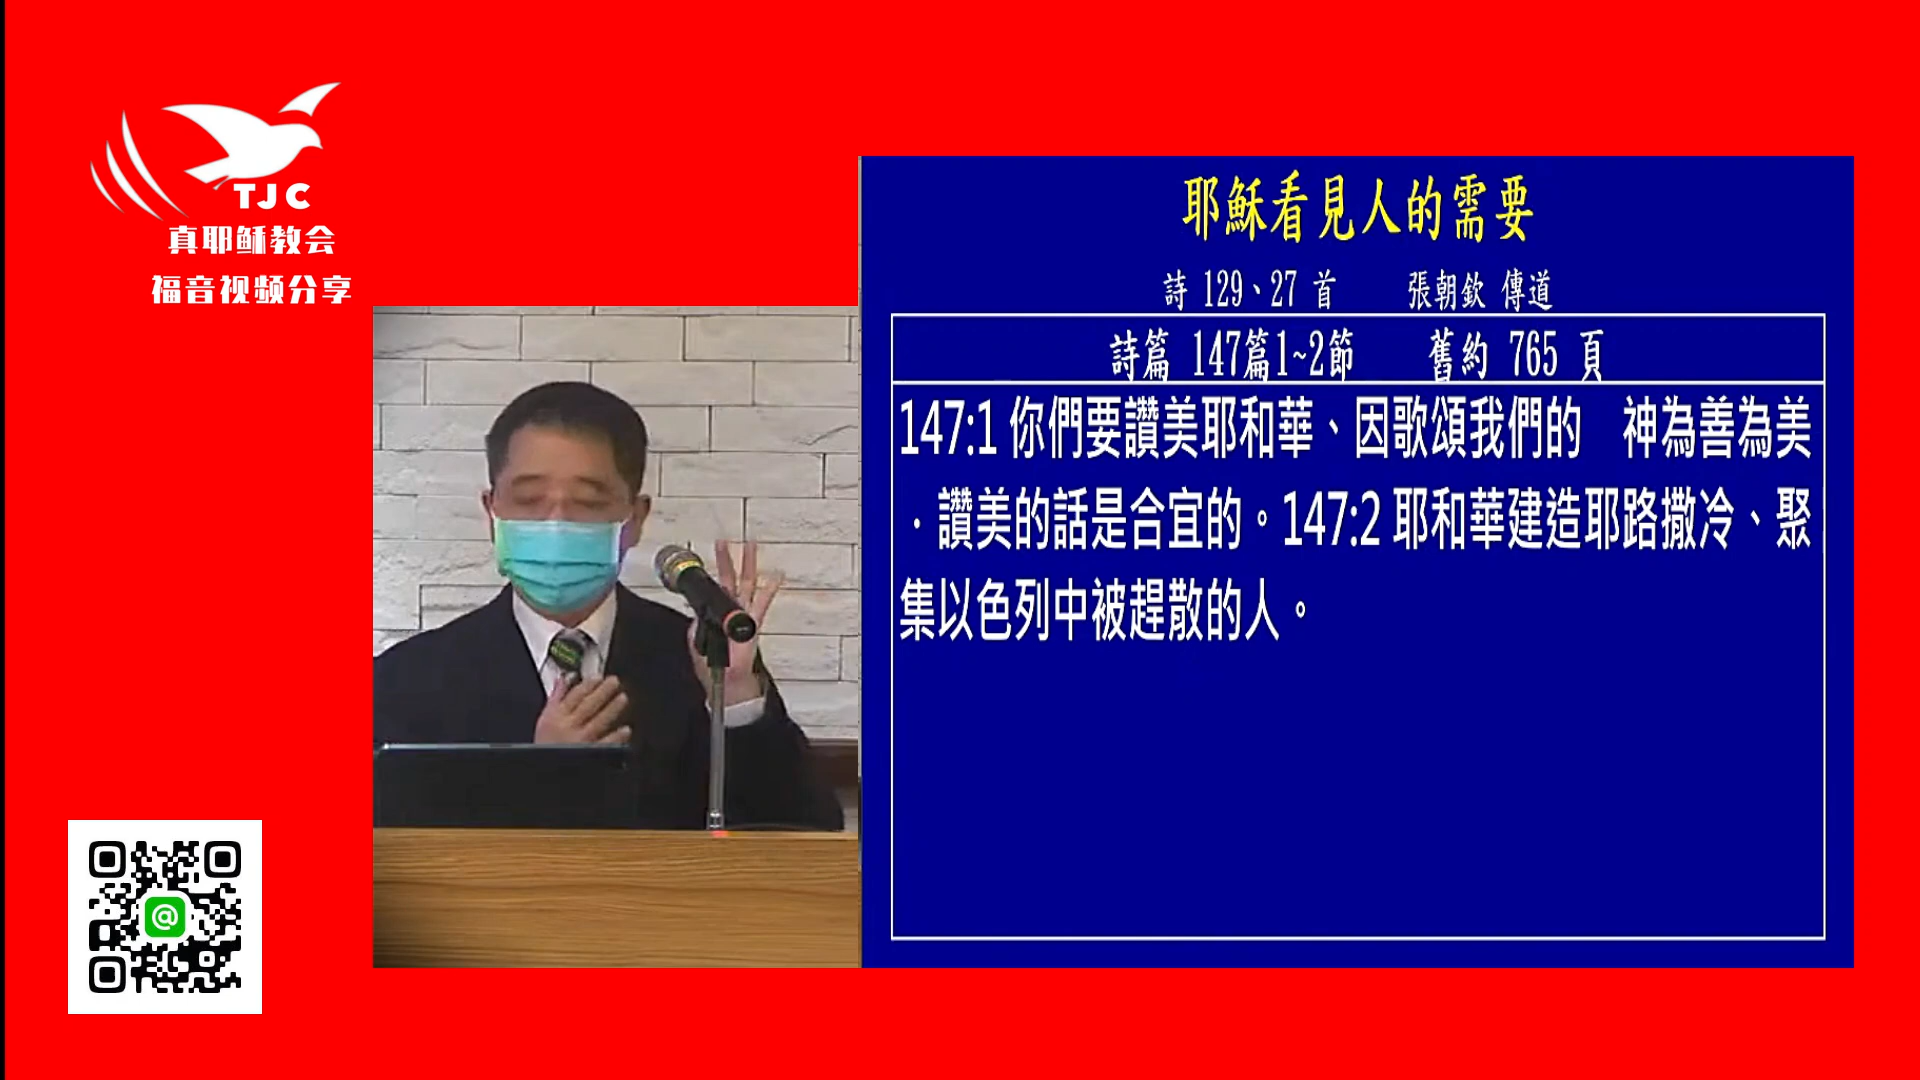 TJC
真耶稣教会
福音视频分享
耶穌看見人的需要
詩 129、27 首 張朝欽 傳道
詩篇 147篇1~2節 舊約 765 頁
147:1 你們要讚美耶和華、因歌頌我們的　神為善為美
．讚美的話是合宜的。147:2 耶和華建造耶路撒冷、聚
集以色列中被趕散的人。
@